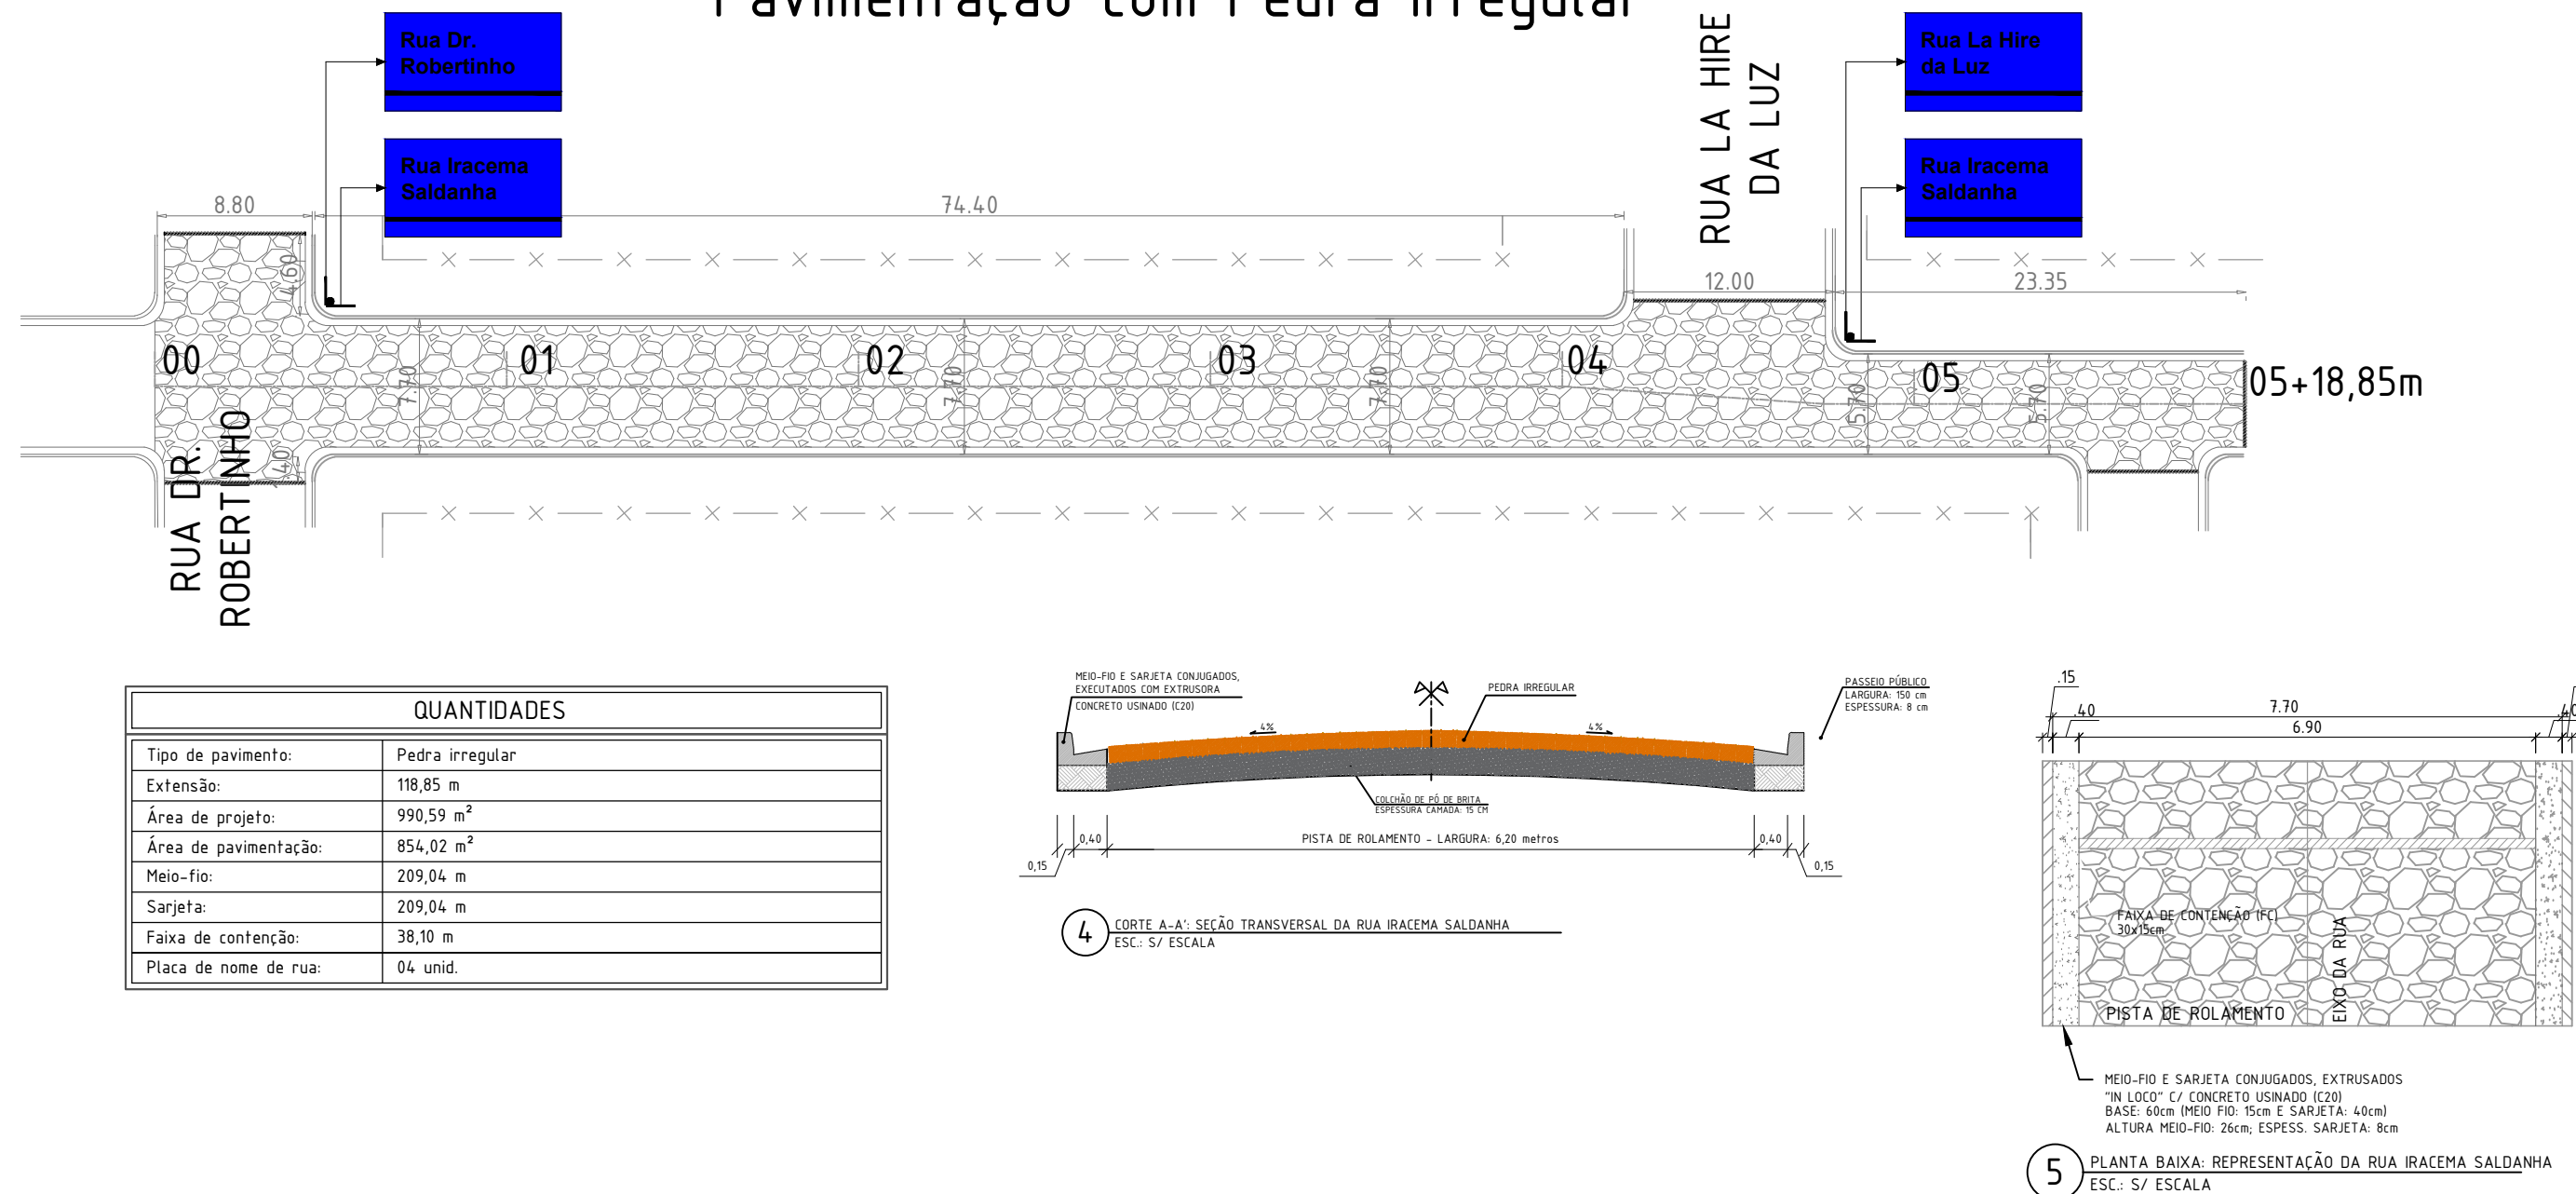 Pavimentação com Pedra Irregular
Rua Dr.
Robertinho
Rua Iracema
Saldanha
RUA LA HIRE
DA LUZ
Rua La Hire
da Luz
Rua Iracema
Saldanha
8.80
74.40
12.00
23.35
4.60
.40
00
01
02
03
04
05
05+18,85m
7.70
7.70
7.70
5.70
5.70
RUA DR.
ROBERTINHO
QUANTIDADES
Tipo de pavimento: Pedra irregular
Extensão: 118,85 m
Área de projeto: 990,59 m²
Área de pavimentação: 854,02 m²
Meio-fio: 209,04 m
Sarjeta: 209,04 m
Faixa de contenção: 38,10 m
Placa de nome de rua: 04 unid.
MEIO-FIO E SARJETA CONJUGADOS,
EXECUTADOS COM EXTRUSORA
CONCRETO USINADO (C20)
PEDRA IRREGULAR
PASSEIO PÚBLICO
LARGURA: 150 cm
ESPESSURA: 8 cm
4%
4%
COLCHÃO DE PÓ DE BRITA
ESPESSURA CAMADA: 15 CM
0,40
PISTA DE ROLAMENTO - LARGURA: 6,20 metros
0,40
0,15
0,15
4
CORTE A-A': SEÇÃO TRANSVERSAL DA RUA IRACEMA SALDANHA
ESC.: S/ ESCALA
.15
7.70
.40
.40
6.90
FAIXA DE CONTENÇÃO (FC)
30x15cm
EIXO DA RUA
PISTA DE ROLAMENTO
MEIO-FIO E SARJETA CONJUGADOS, EXTRUSADOS
"IN LOCO" C/ CONCRETO USINADO (C20)
BASE: 60cm (MEIO FIO: 15cm E SARJETA: 40cm)
ALTURA MEIO-FIO: 26cm; ESPESS. SARJETA: 8cm
5
PLANTA BAIXA: REPRESENTAÇÃO DA RUA IRACEMA SALDANHA
ESC.: S/ ESCALA